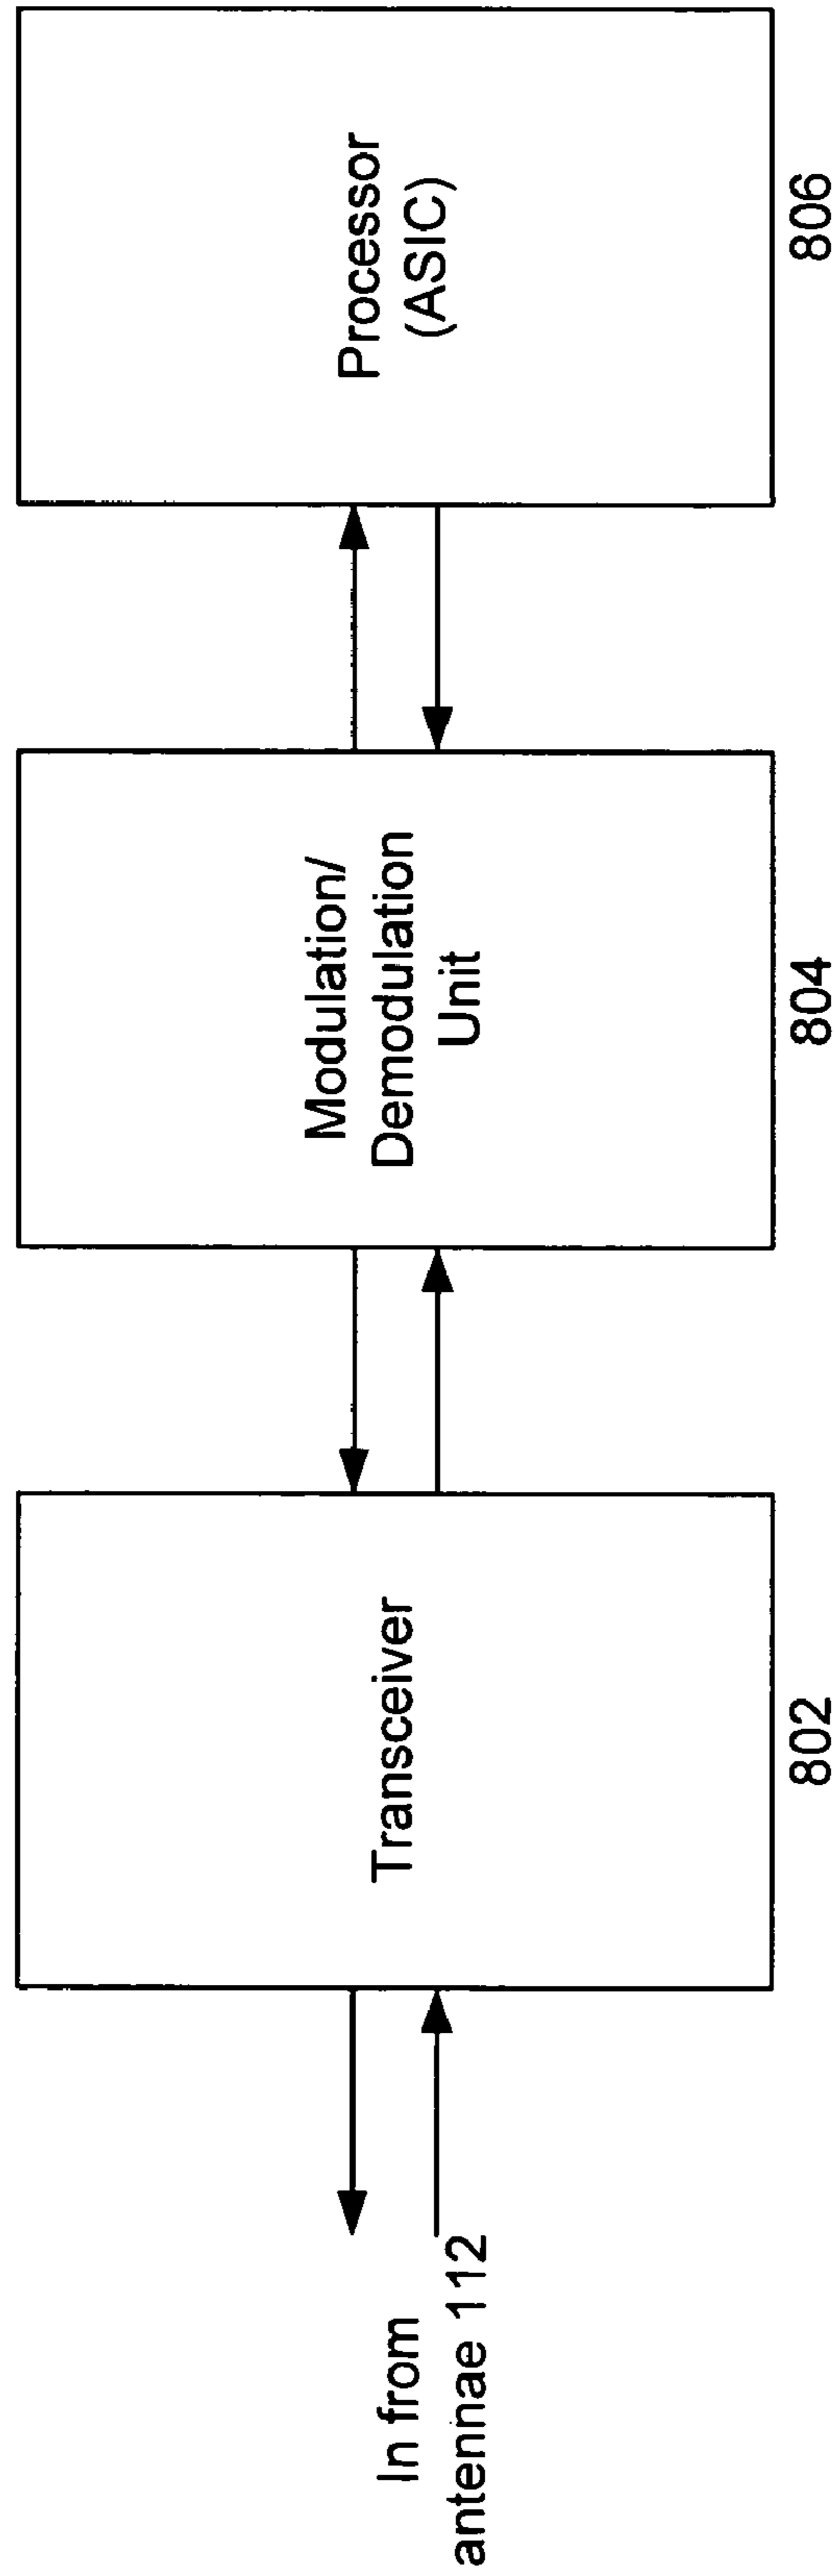 In from
antennae 112
Transceiver
802
Modulation/
Demodulation
Unit
804
Processor
(ASIC)
806